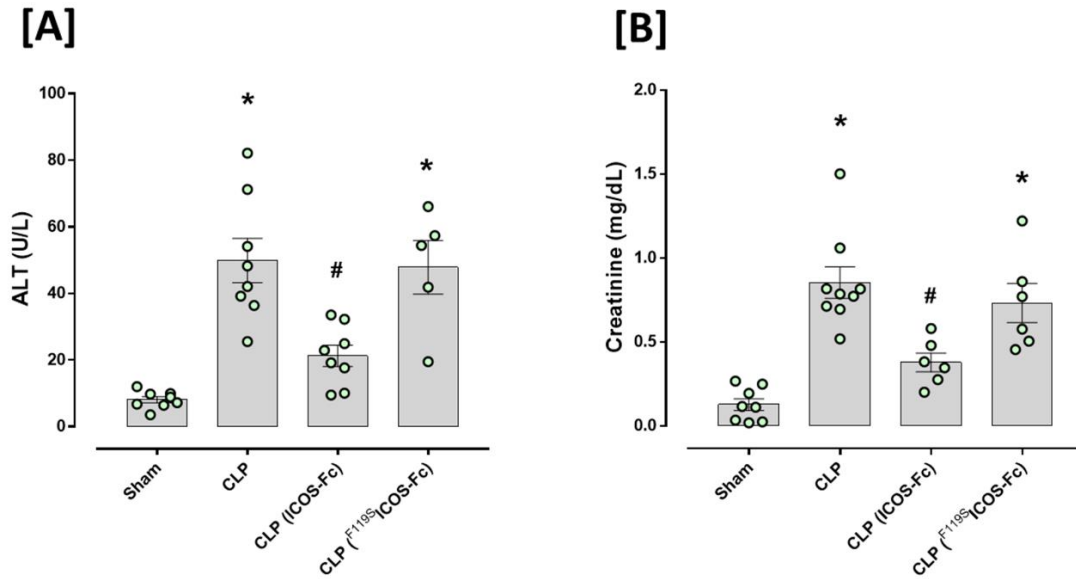 [A]
ALT (U/L)
100
80
60
40
20
0
*
#
*
Sham
CLP
CLP (ICOS-Fc)
CLP (F119SICOS-Fc)
[B]
Creatinine (mg/dL)
2.0
1.5
1.0
0.5
0.0
*
#
*
Sham
CLP
CLP (ICOS-Fc)
CLP (F119SICOS-Fc)